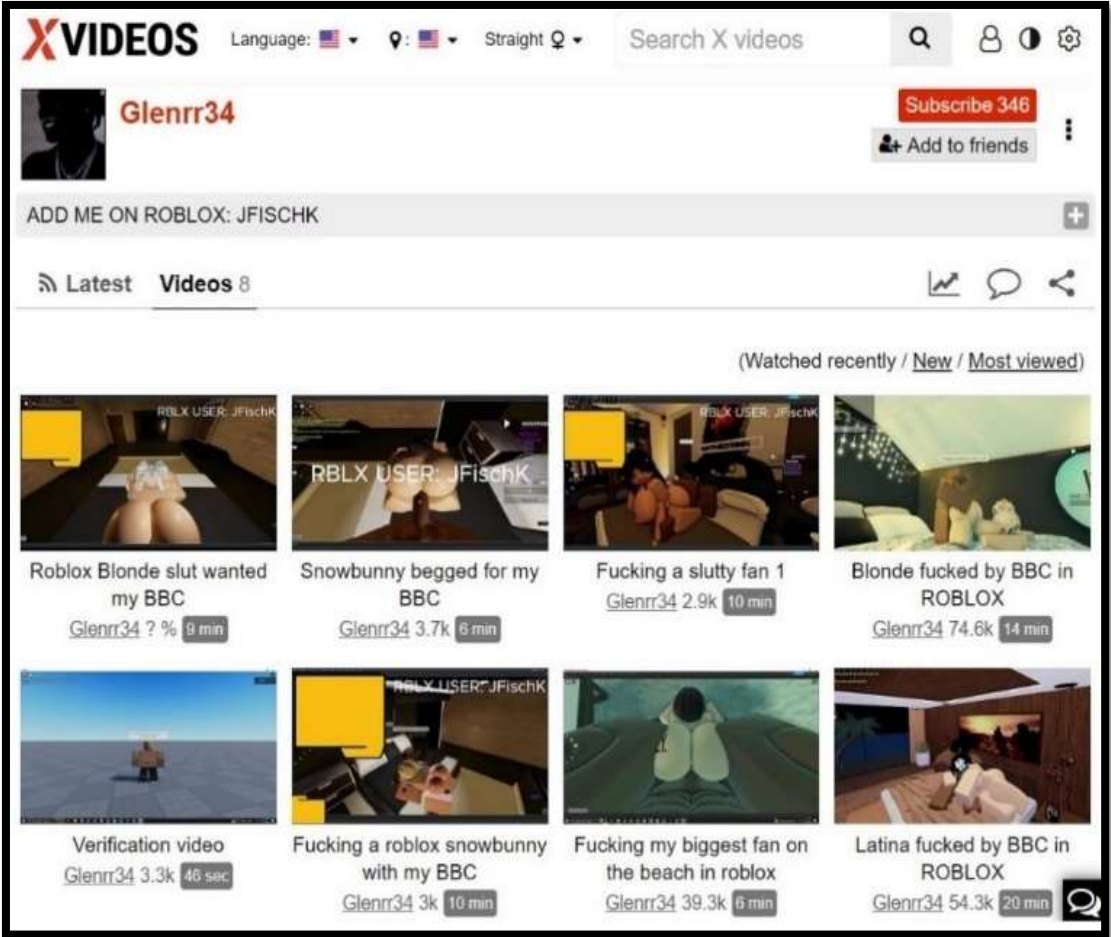 XVIDEOS Language: : Straight Search X videos
Glenrr34
Subscribe 346
Add to friends
ADD ME ON ROBLOX: JFISCHK
Latest Videos 8
(Watched recently / New / Most viewed)
RBLX USER: JFischK
RBLX USER: JFischK
RBLX USER: JFischK
Roblox Blonde slut wanted my BBC
Glenrr34 ? % 9 min
Snowbunny begged for my BBC
Glenrr34 3.7k 6 min
Fucking a slutty fan 1
Glenrr34 2.9k 10 min
Blonde fucked by BBC in ROBLOX
Glenrr34 74.6k 14 min
RBLX USER: JFischK
Verification video
Glenrr34 3.3k 46 sec
Fucking a roblox snowbunny with my BBC
Glenrr34 3k 10 min
Fucking my biggest fan on the beach in roblox
Glenrr34 39.3k 6 min
Latina fucked by BBC in ROBLOX
Glenrr34 54.3k 20 min